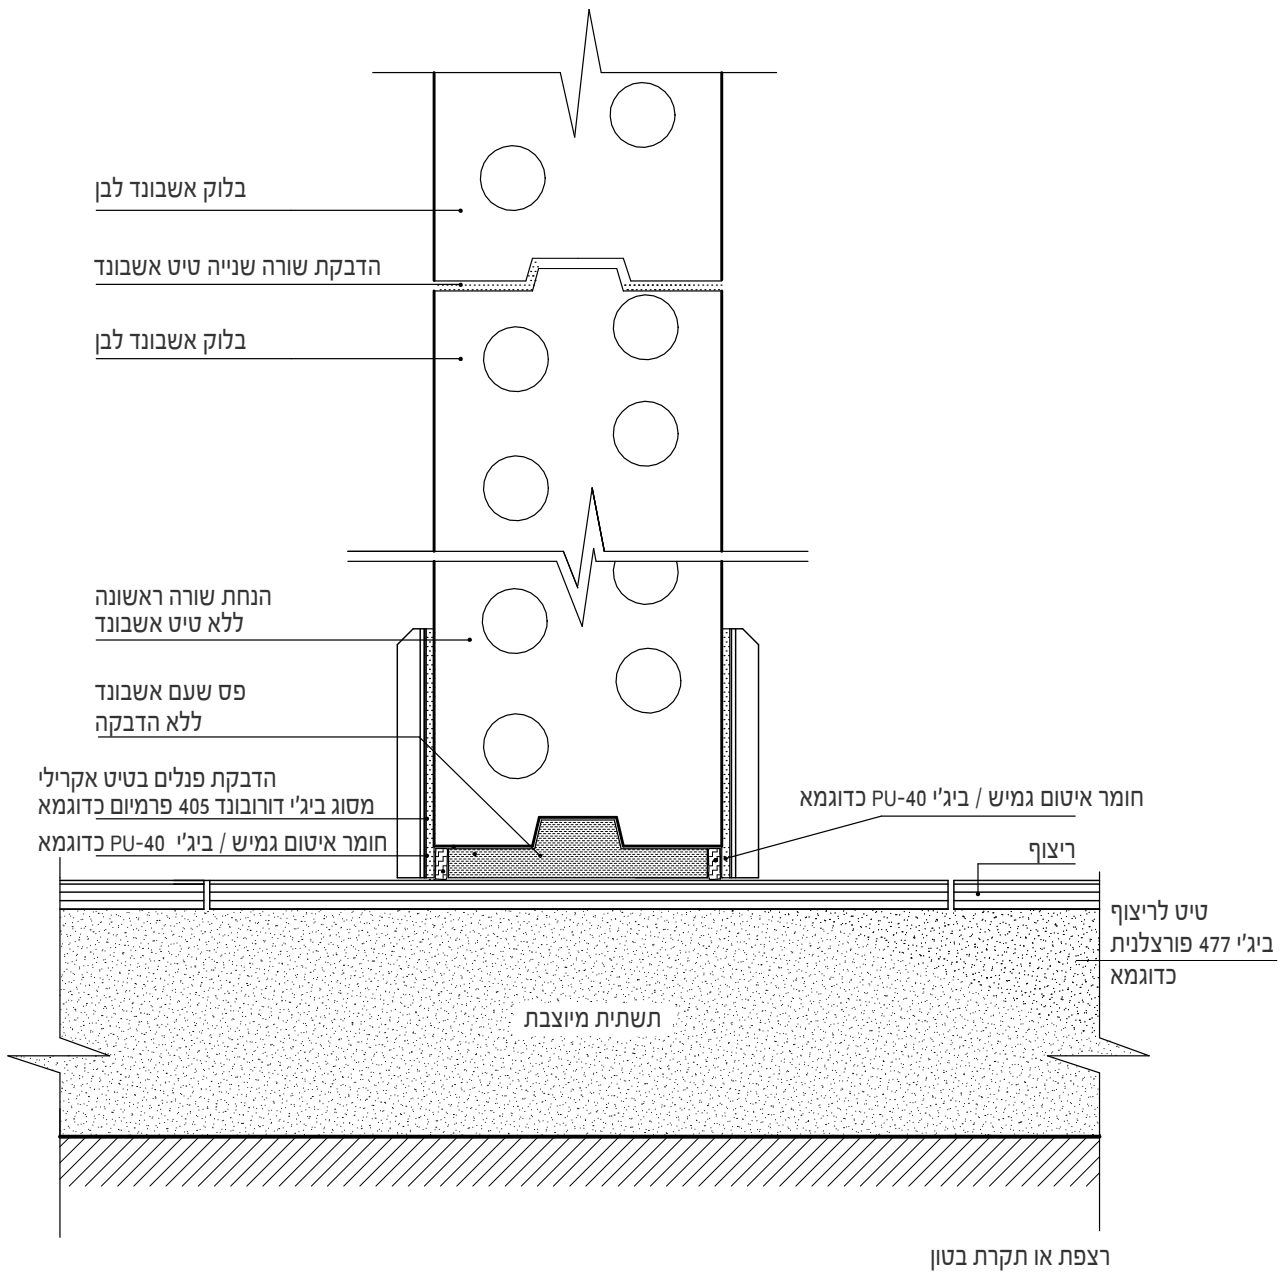 בלוק אשבונד לבן
הדבקת שורה שנייה טיט אשבונד
בלוק אשבונד לבן
הנחת שורה ראשונה
ללא טיט אשבונד
פס שעם אשבונד
ללא הדבקה
הדבקת פנלים בטיט אקרילי
מסוג ביג'י דורובונד 405 פרמיום כדוגמא
חומר איטום גמיש / ביג'י PU-40 כדוגמא
חומר איטום גמיש / ביג'י PU-40 כדוגמא
ריצוף
טיט לריצוף
ביג'י 477 פורצלנית
כדוגמא
תשתית מיוצבת
רצפת או תקרת בטון